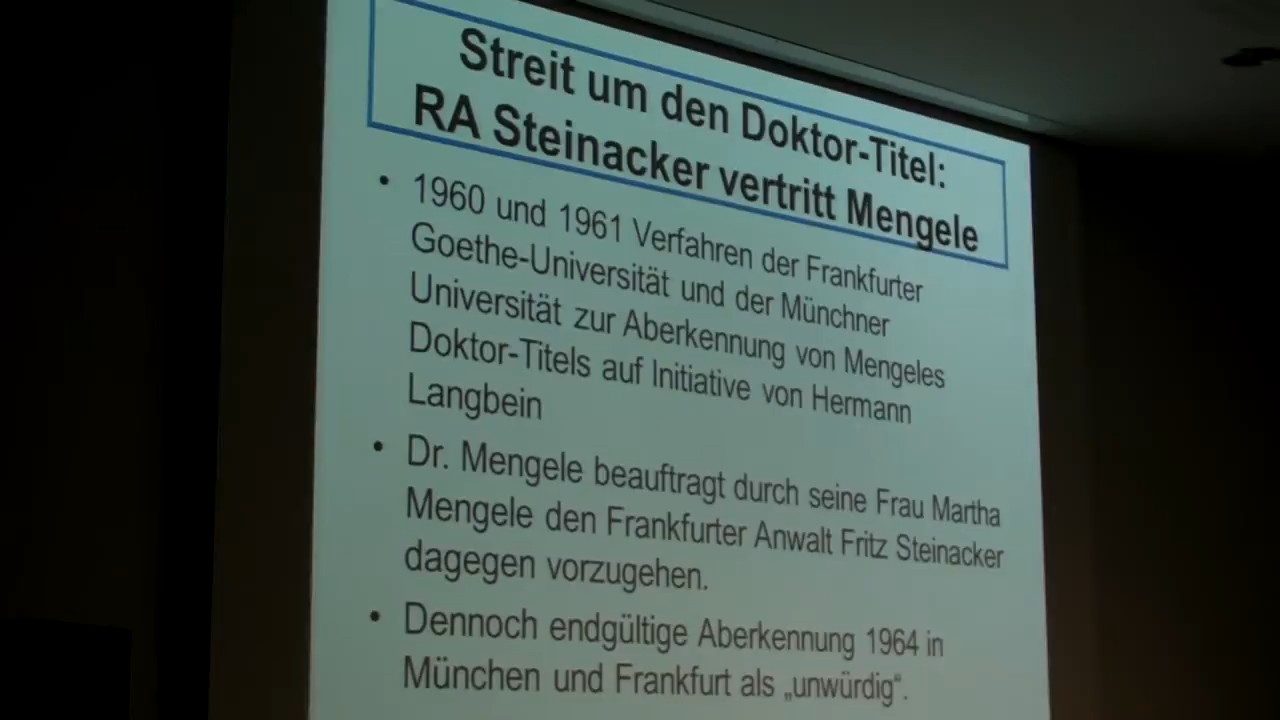 Streit um den Doktor-Titel:
RA Steinacker vertritt Mengele
• 1960 und 1961 Verfahren der Frankfurter
Goethe-Universität und der Münchner
Universität zur Aberkennung von Mengeles
Doktor-Titels auf Initiative von Hermann
Langbein
• Dr. Mengele beauftragt durch seine Frau Martha
Mengele den Frankfurter Anwalt Fritz Steinacker
dagegen vorzugehen.
• Dennoch endgültige Aberkennung 1964 in
München und Frankfurt als „unwürdig“.